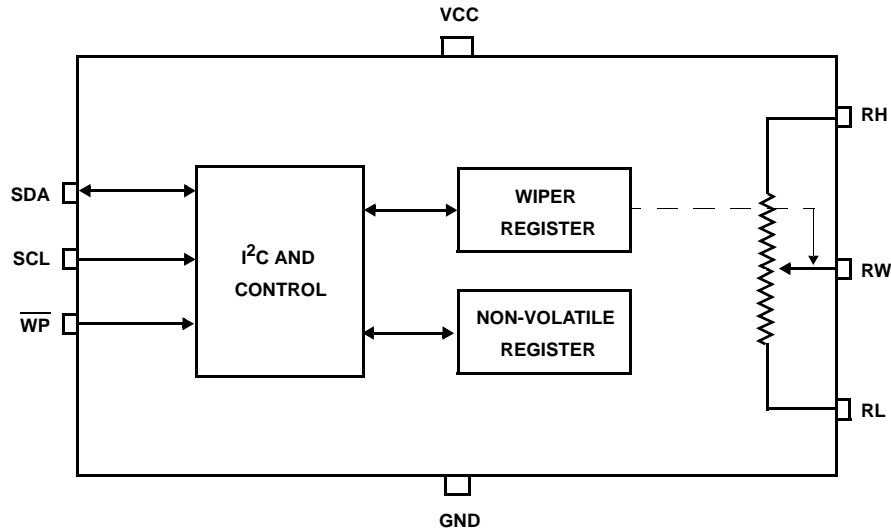 VCC
RH
SDA
WIPER
REGISTER
SCL
I²C AND
CONTROL
RW
WP
NON-VOLATILE
REGISTER
RL
GND